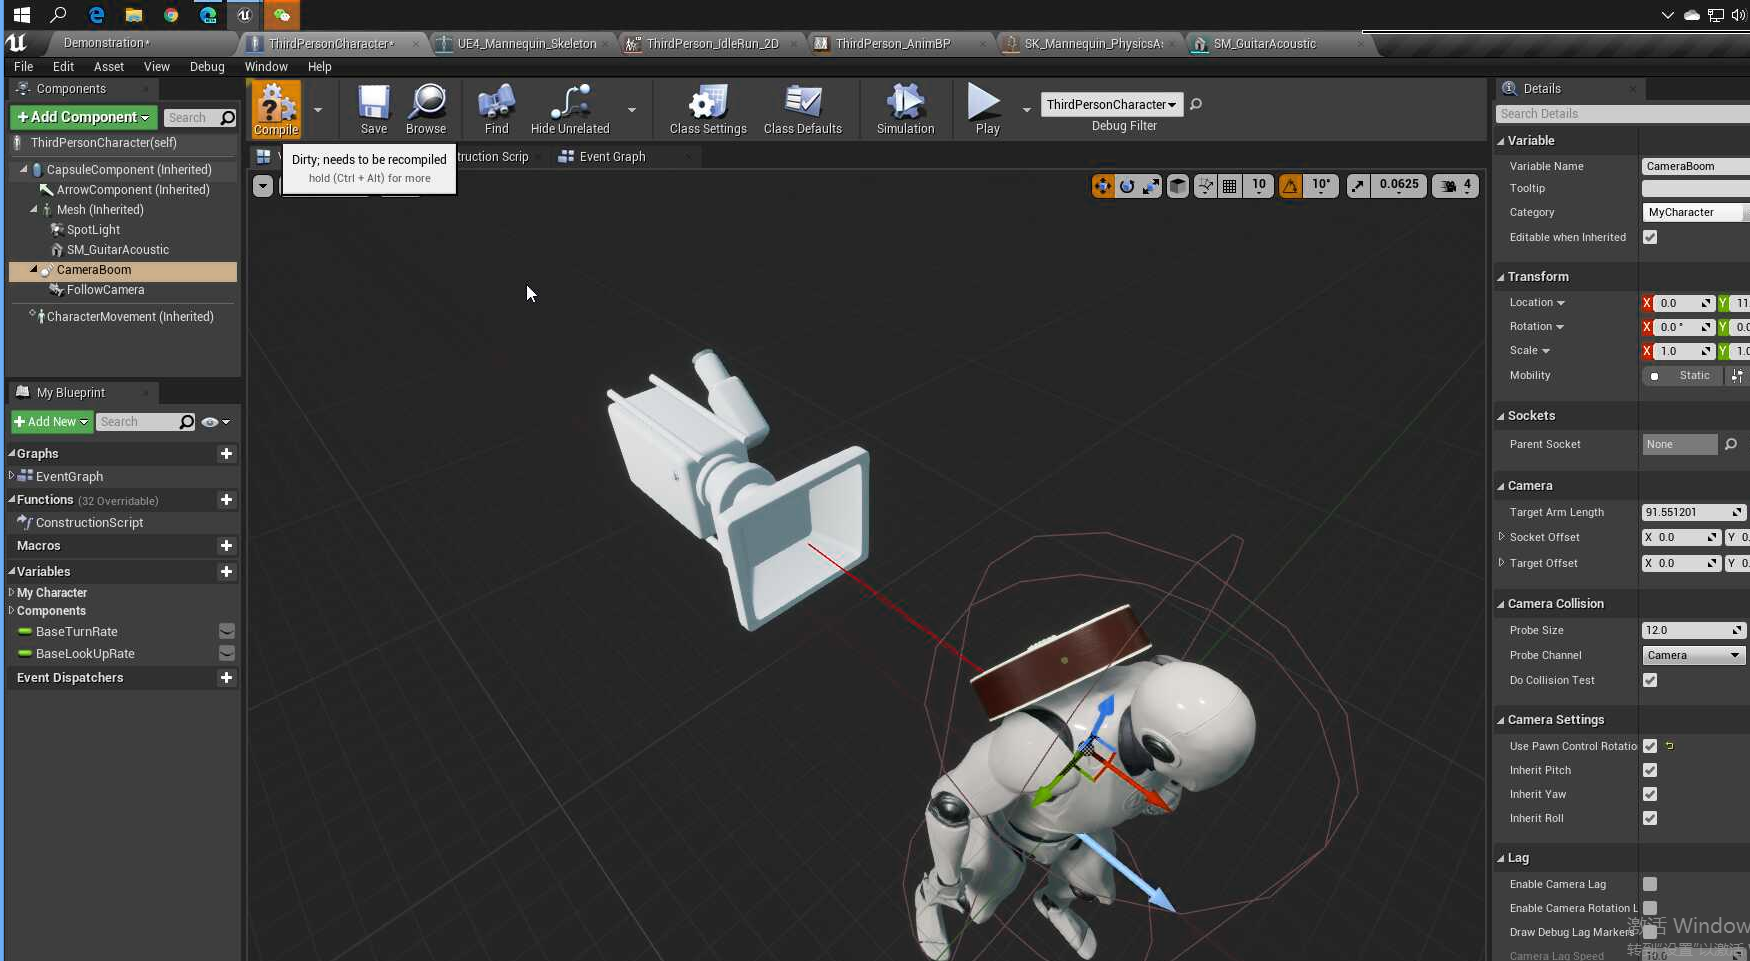 Demonstration*
ThirdPersonCharacter*
UE4_Mannequin_Skeleton
ThirdPerson_IdleRun_2D
ThirdPerson_AnimBP
SK_Mannequin_PhysicsA
SM_GuitarAcoustic
File Edit Asset View Debug Window Help
Components
+Add Component
Search
ThirdPersonCharacter(self)
CapsuleComponent (Inherited)
ArrowComponent (Inherited)
Mesh (Inherited)
SpotLight
SM_GuitarAcoustic
CameraBoom
FollowCamera
CharacterMovement (Inherited)
My Blueprint
+Add New
Search
Graphs
EventGraph
Functions (32 Overridable)
ConstructionScript
Macros
Variables
My Character
Components
BaseTurnRate
BaseLookUpRate
Event Dispatchers
Compile
Save
Browse
Find
Hide Unrelated
Class Settings
Class Defaults
Simulation
Play
ThirdPersonCharacter
Debug Filter
truction Scrip
Event Graph
Dirty; needs to be recompiled
hold (Ctrl + Alt) for more
10
10°
0.0625
4
Details
Search Details
Variable
Variable Name CameraBoom
Tooltip
Category MyCharacter
Editable when Inherited
Transform
Location X 0.0 Y 11.
Rotation X 0.0 ° Y 0.0
Scale X 1.0 Y 1.0
Mobility Static
Sockets
Parent Socket None
Camera
Target Arm Length 91.551201
Socket Offset X 0.0 Y 0.
Target Offset X 0.0 Y 0.
Camera Collision
Probe Size 12.0
Probe Channel Camera
Do Collision Test
Camera Settings
Use Pawn Control Rotatio
Inherit Pitch
Inherit Yaw
Inherit Roll
Lag
Enable Camera Lag
Enable Camera Rotation L
激活 Window
Draw Debug Lag Markers
转到"设置"以激活
Camera Lag Speed